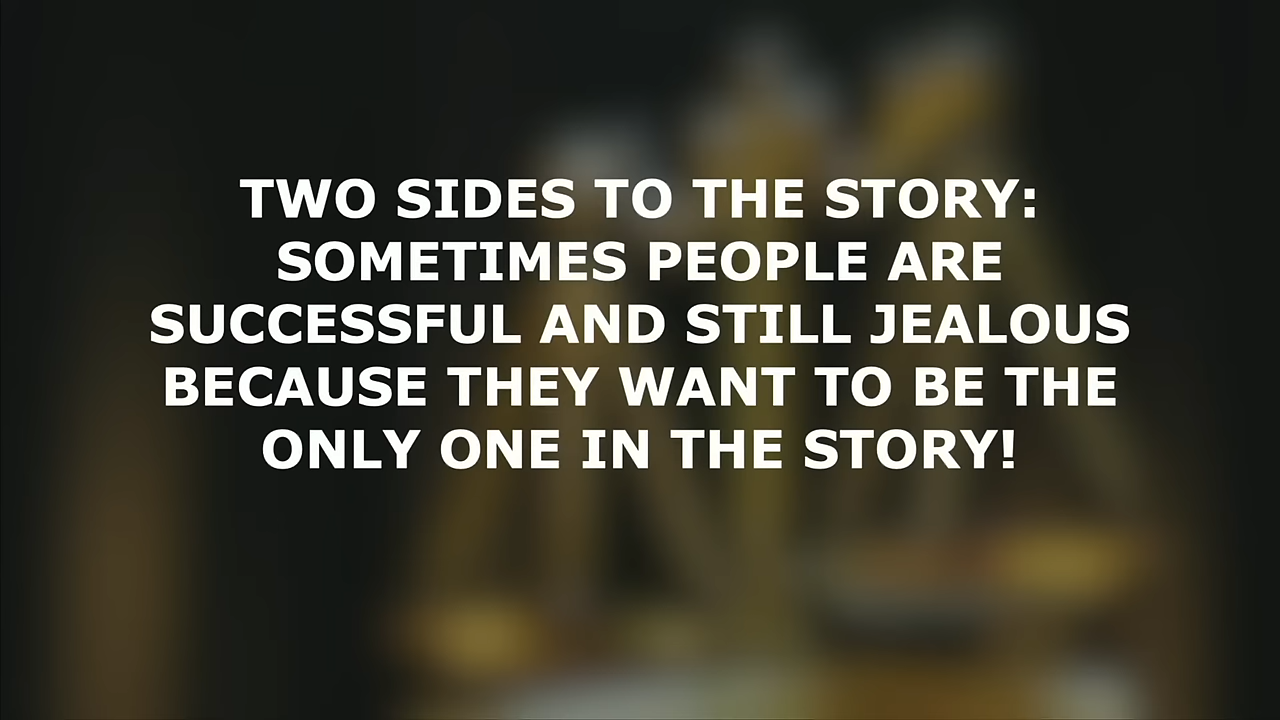 TWO SIDES TO THE STORY:
SOMETIMES PEOPLE ARE
SUCCESSFUL AND STILL JEALOUS
BECAUSE THEY WANT TO BE THE
ONLY ONE IN THE STORY!